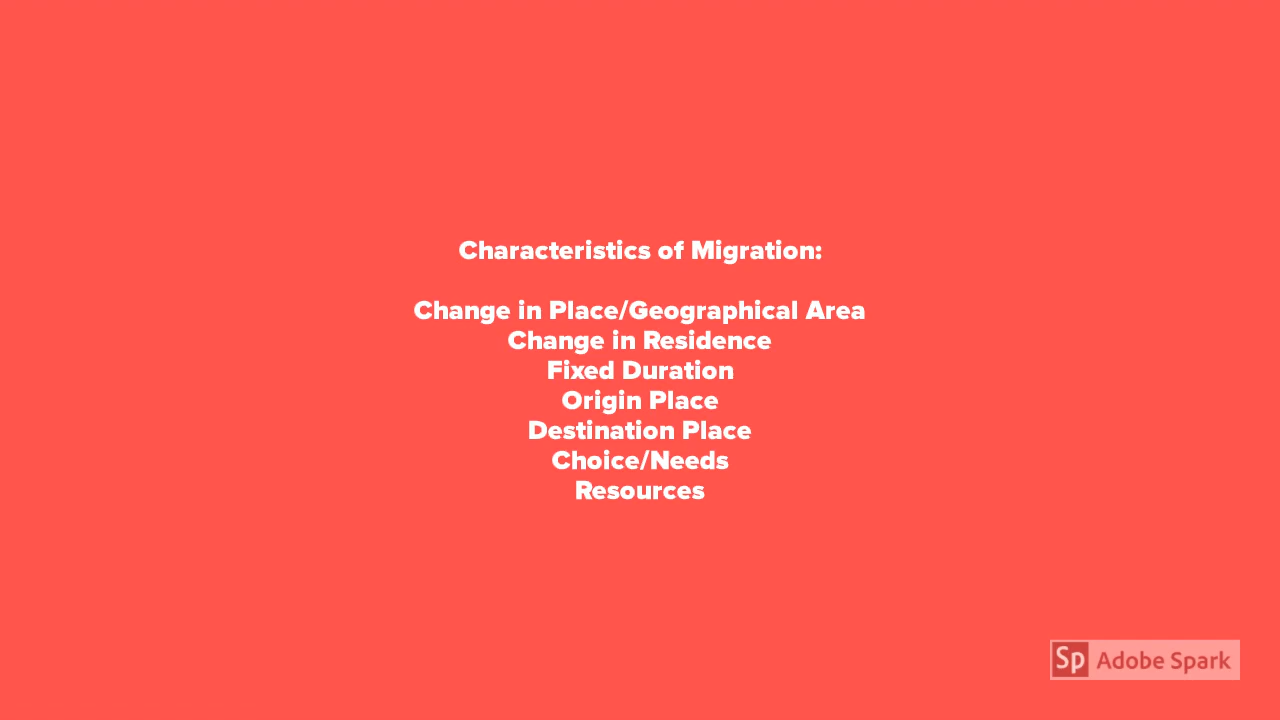 Characteristics of Migration:
Change in Place/Geographical Area
Change in Residence
Fixed Duration
Origin Place
Destination Place
Choice/Needs
Resources
Sp Adobe Spark